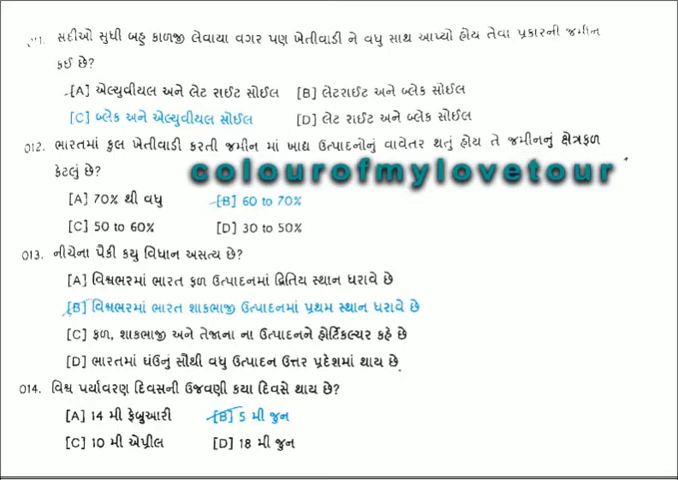 011. સદીઓ સુધી બહુ કાળજી લેવાયા વગર પણ ખેતીવાડી ને વધુ સાથ આપ્યો હોય તેવા પ્રકારની જમીન
કઈ છે?
[A] એલ્યુવીયલ અને લેટ રાઈટ સોઈલ [B] લેટરાઈટ અને બ્લેક સોઈલ
[C] બ્લેક અને એલ્યુવીયલ સોઈલ [D] લેટ રાઈટ અને બ્લેક સોઈલ
012. ભારતમાં કુલ ખેતીવાડી કરતી જમીન માં ખાદ્ય ઉત્પાદનોનું વાવેતર થતું હોય તે જમીનનું ક્ષેત્રફળ
કેટલું છે?
colourofmylovetour
[A] 70% થી વધુ [B] 60 to 70%
[C] 50 to 60% [D] 30 to 50%
013. નીચેના પૈકી કયુ વિધાન અસત્ય છે?
[A] વિશ્વભરમાં ભારત ફળ ઉત્પાદનમાં દ્રિતિય સ્થાન ધરાવે છે
[B] વિશ્વભરમાં ભારત શાકભાજી ઉત્પાદનમાં પ્રથમ સ્થાન ધરાવે છે
[C] ફળ, શાકભાજી અને તેજાના ના ઉત્પાદનને હોર્ટિકલ્ચર કહે છે
[D] ભારતમાં ઘઉંનું સૌથી વધુ ઉત્પાદન ઉત્તર પ્રદેશમાં થાય છે.
014. વિશ્વ પર્યાવરણ દિવસની ઉજવણી કયા દિવસે થાય છે?
[A] 14 મી ફેબ્રુઆરી [B] 5 મી જુન
[C] 10 મી એપ્રીલ [D] 18 મી જુન